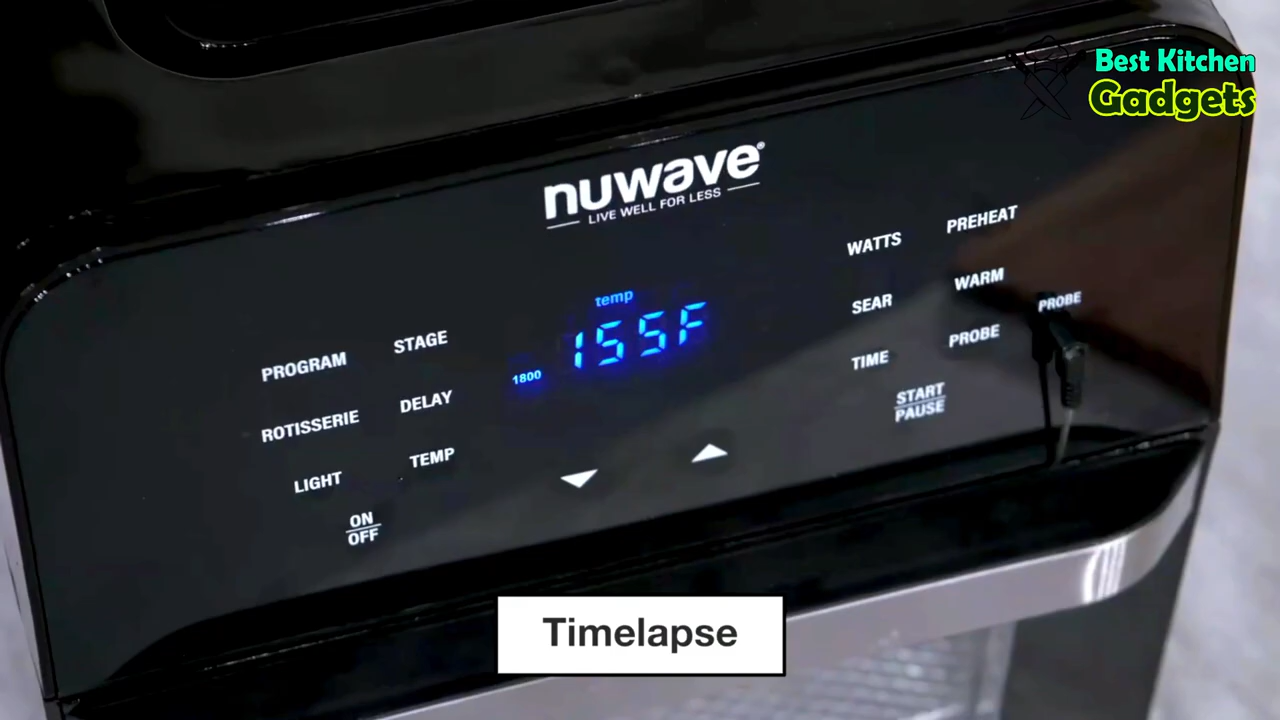 Best Kitchen
Gadgets
nuwave®
LIVE WELL FOR LESS
PROGRAM
STAGE
ROTISSERIE
DELAY
LIGHT
TEMP
ON
OFF
temp
155F
1800
WATTS
PREHEAT
SEAR
WARM
PROBE
TIME
PROBE
START
PAUSE
Timelapse